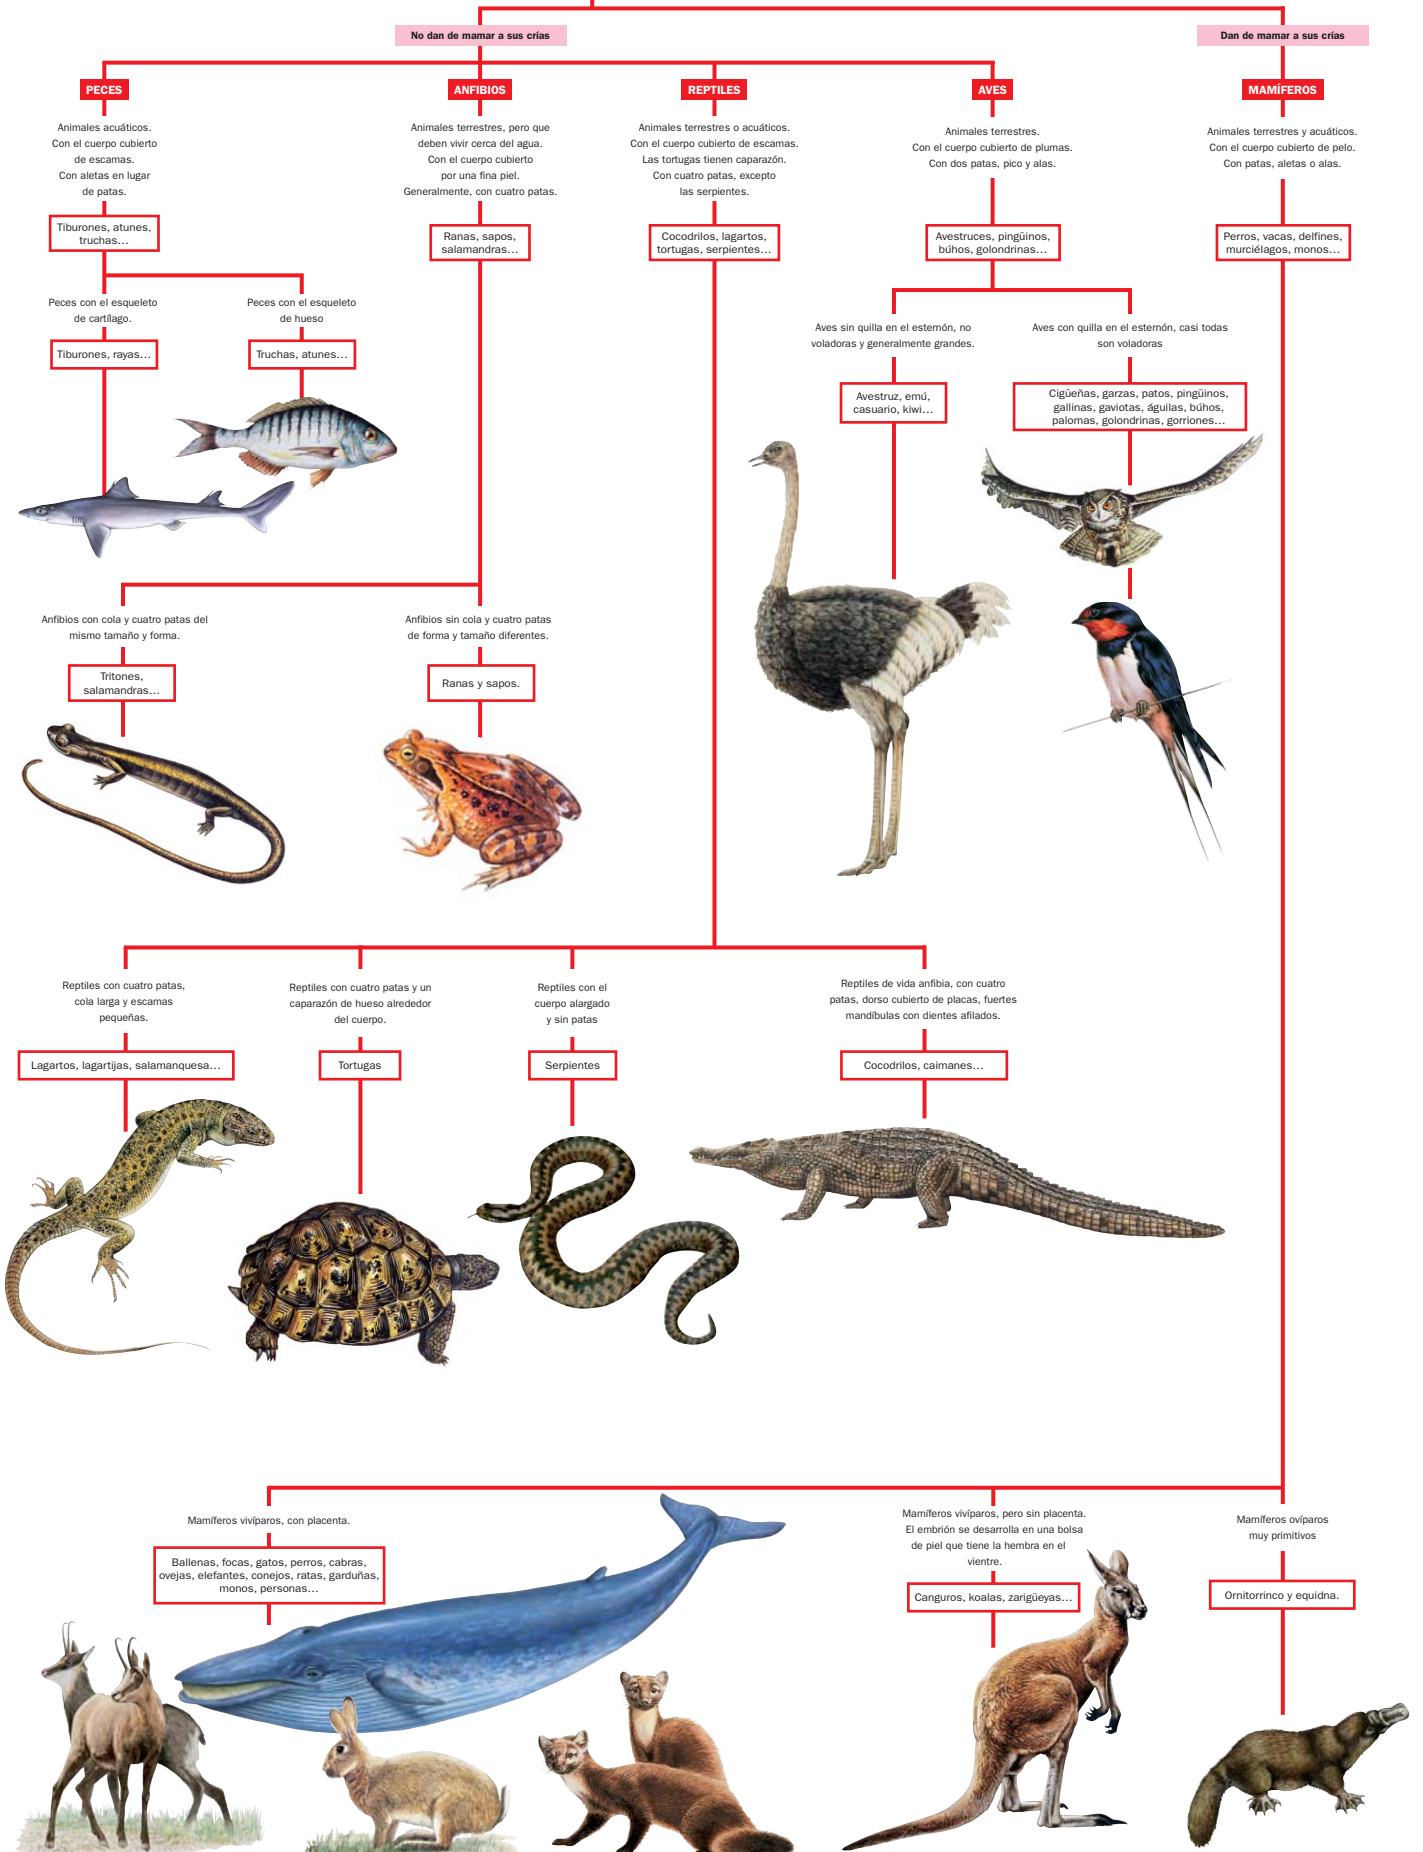 No dan de mamar a sus crías
Dan de mamar a sus crías
PECES
ANFIBIOS
REPTILES
AVES
MAMÍFEROS
Animales acuáticos.
Con el cuerpo cubierto
de escamas.
Con aletas en lugar
de patas.
Animales terrestres, pero que
deben vivir cerca del agua.
Con el cuerpo cubierto
por una fina piel.
Generalmente, con cuatro patas.
Animales terrestres o acuáticos.
Con el cuerpo cubierto de escamas.
Las tortugas tienen caparazón.
Con cuatro patas, excepto
las serpientes.
Animales terrestres.
Con el cuerpo cubierto de plumas.
Con dos patas, pico y alas.
Animales terrestres y acuáticos.
Con el cuerpo cubierto de pelo.
Con patas, aletas o alas.
Tiburones, atunes,
truchas...
Ranas, sapos,
salamandras...
Cocodrilos, lagartos,
tortugas, serpientes...
Avestruces, pingüinos,
búhos, golondrinas...
Perros, vacas, delfines,
murciélagos, monos...
Peces con el esqueleto
de cartílago.
Peces con el esqueleto
de hueso
Tiburones, rayas...
Truchas, atunes...
Aves sin quilla en el esternón, no
voladoras y generalmente grandes.
Aves con quilla en el esternón, casi todas
son voladoras
Avestruz, emú,
casuario, kiwi...
Cigüeñas, garzas, patos, pingüinos,
gallinas, gaviotas, águilas, búhos,
palomas, golondrinas, gorriones...
Anfibios con cola y cuatro patas del
mismo tamaño y forma.
Anfibios sin cola y cuatro patas
de forma y tamaño diferentes.
Tritones,
salamandras...
Ranas y sapos.
Reptiles con cuatro patas,
cola larga y escamas
pequeñas.
Reptiles con cuatro patas y un
caparazón de hueso alrededor
del cuerpo.
Reptiles con el
cuerpo alargado
y sin patas
Reptiles de vida anfibia, con cuatro
patas, dorso cubierto de placas, fuertes
mandíbulas con dientes afilados.
Lagartos, lagartijas, salamanquesa...
Tortugas
Serpientes
Cocodrilos, caimanes...
Mamíferos vivíparos, con placenta.
Ballenas, focas, gatos, perros, cabras,
ovejas, elefantes, conejos, ratas, garduñas,
monos, personas...
Mamíferos vivíparos, pero sin placenta.
El embrión se desarrolla en una bolsa
de piel que tiene la hembra en el
vientre.
Canguros, koalas, zarigüeyas...
Mamíferos ovíparos
muy primitivos
Ornitorrinco y equidna.